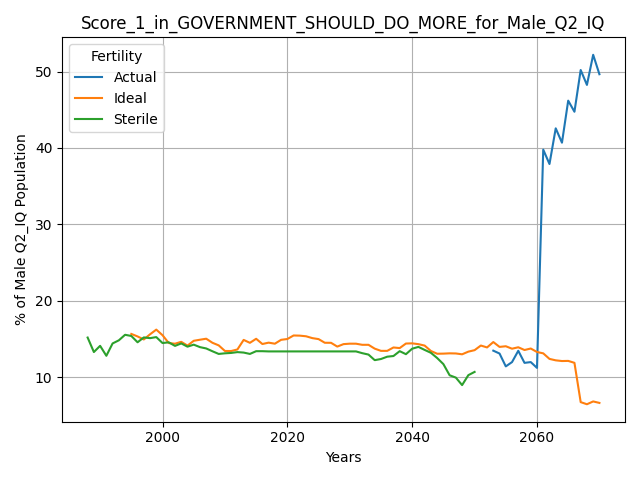 Score_1_in_GOVERNMENT_SHOULD_DO_MORE_for_Male_Q2_IQ
Fertility
Actual
Ideal
Sterile
% of Male Q2_IQ Population
50
40
30
20
10
2000
2020
2040
2060
Years